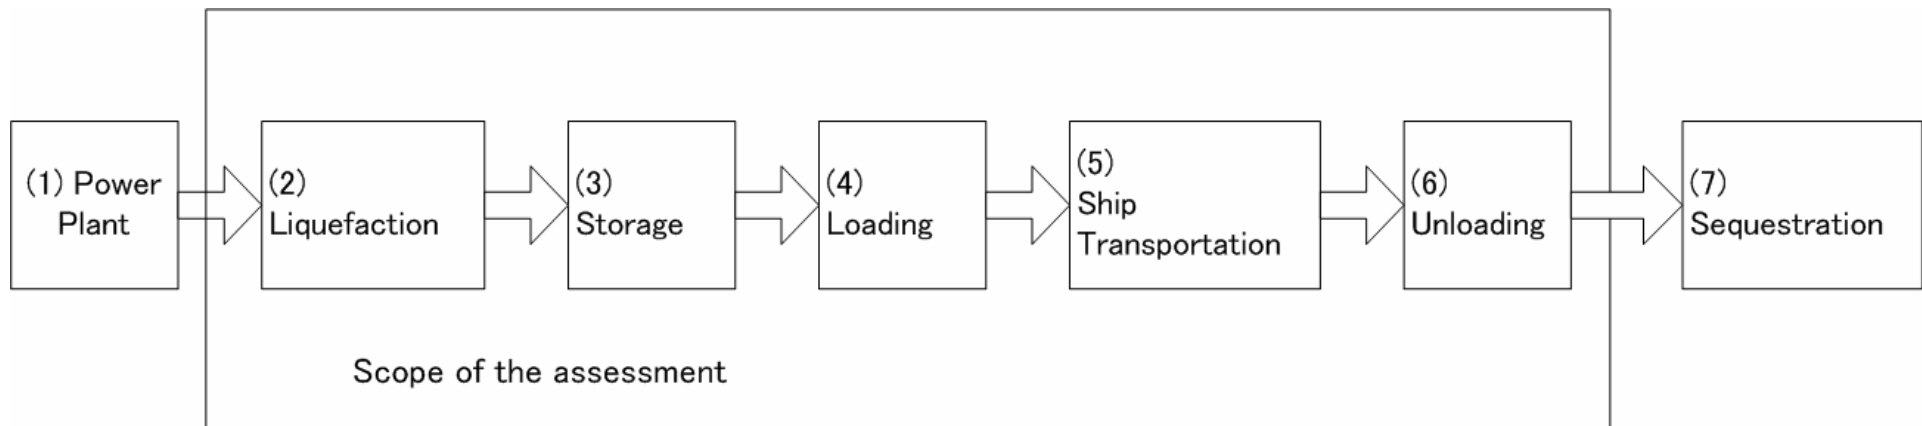 (1) Power
Plant
(2)
Liquefaction
(3)
Storage
(4)
Loading
(5)
Ship
Transportation
(6)
Unloading
(7)
Sequestration
Scope of the assessment